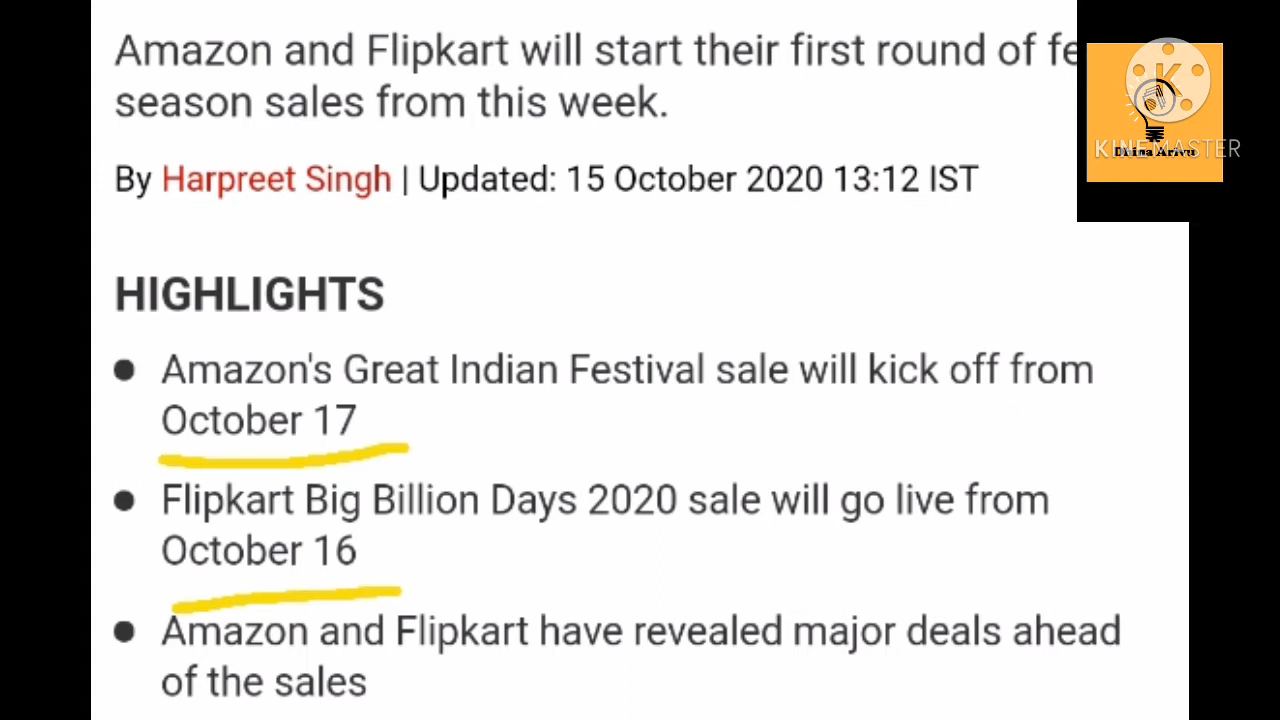 Amazon and Flipkart will start their first round of fe
season sales from this week.
By Harpreet Singh | Updated: 15 October 2020 13:12 IST
HIGHLIGHTS
● Amazon's Great Indian Festival sale will kick off from
October 17
● Flipkart Big Billion Days 2020 sale will go live from
October 16
● Amazon and Flipkart have revealed major deals ahead
of the sales
K
KINEMASTER